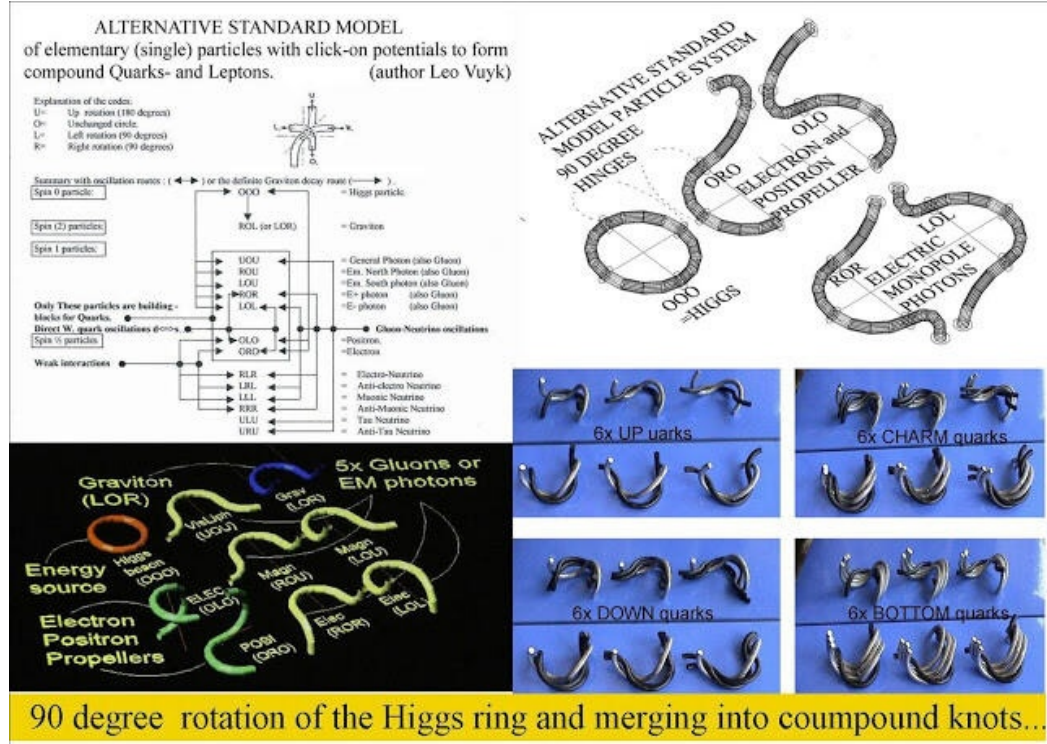 ALTERNATIVE STANDARD MODEL
of elementary (single) particles with click-on potentials to form
compound Quarks- and Leptons. (author Leo Vuyk)
Explanation of the codes:
U= Up rotation (180 degrees)
O= Unchanged circle.
L= Left rotation (90 degrees)
R= Right rotation (90 degrees)
U
L
R
Summary with oscillation routes : ( ) or the definite Graviton decay route ( ) .
Spin 0 particle: OOO = Higgs particle.
ROL (or LOR) = Graviton
Spin (2) particles:
Spin 1 particles:
UOU = General Photon (also Gluon)
ROU =Em. North Photon (also Gluon)
LOU = Em. South photon (also Gluon)
ROR =E+ photon (also Gluon)
LOL = E- photon (also Gluon)
Only These particles are building -
blocks for Quarks.
Direct W. quark oscillations
Gluon-Neutrino oscillations
Spin ½ particles.
OLO = Positron.
ORO =Electron
Weak interactions
RLR = Electro-Neutrino
LRL = Anti-electro Neutrino
LLL = Muonic Neutrino
RRR = Anti-Muonic Neutrino
ULU = Tau Neutrino
URU = Anti-Tau Neutrino
ALTERNATIVE STANDARD
MODEL PARTICLE SYSTEM
90 DEGREE
HINGES
OLO
ORO
ELECTRON and
POSITRON
PROPELLER
OOO
=HIGGS
LOL
ROR
ELECTRIC
MONOPOLE
PHOTONS
Graviton
(LOR)
5x Gluons or
EM photons
Grav
(LOR)
VisUph
(UOU)
Magn
(LOU)
Higgs
(OOO)
Magn
(ROU)
Energy
source
ELEC
(OLO)
Elec
(LOL)
Elec
(ROR)
Electron
Positron
Propellers
POSI
(ORO)
6x UP uarks
6x CHARM quarks
6x DOWN quarks
6x BOTTOM quarks
90 degree rotation of the Higgs ring and merging into coumpound knots...